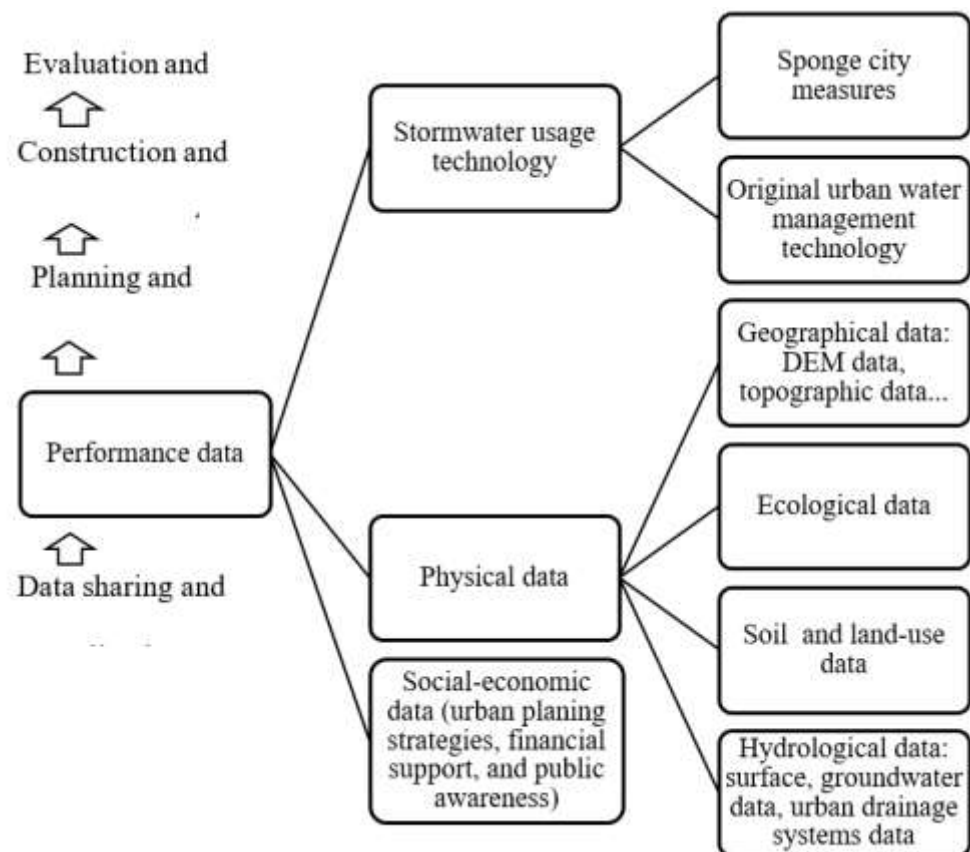 Evaluation and
Construction and
Planning and
Performance data
Data sharing and
Stormwater usage
technology
Physical data
Social-economic
data (urban planing
strategies, financial
support, and public
awareness)
Sponge city
measures
Original urban water
management
technology
Geographical data:
DEM data,
topographic data...
Ecological data
Soil and land-use
data
Hydrological data:
surface, groundwater
data, urban drainage
systems data